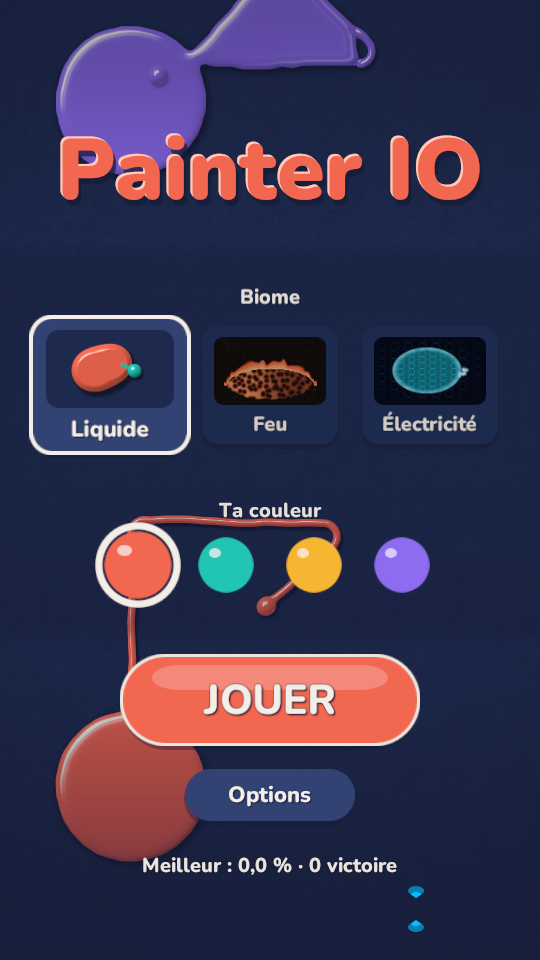 Painter IO
Biome
Liquide
Feu
Électricité
Ta couleur
JOUER
Options
Meilleur : 0,0 % · 0 victoire